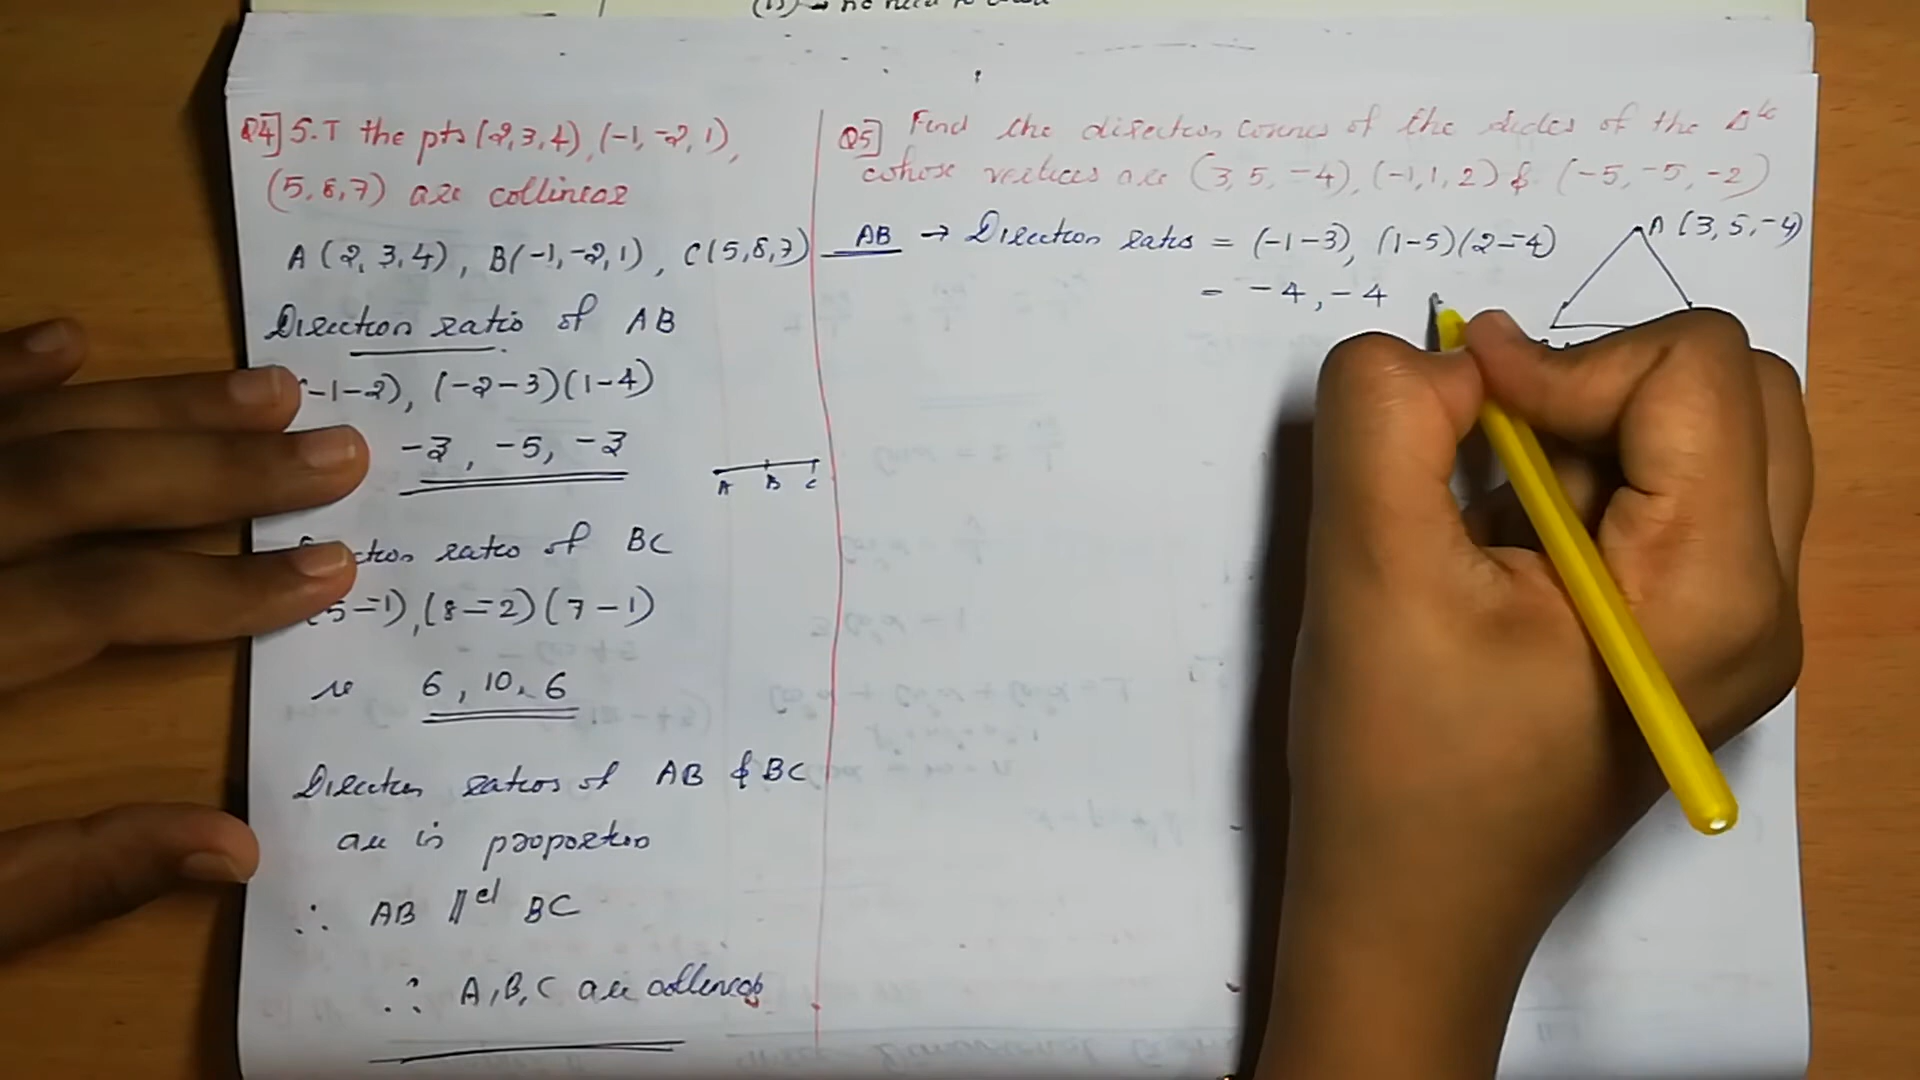 Q4] S.T the pts (2,3,4), (-1,-2,1),
(5,8,7) are collinear
A (2,3,4), B(-1,-2,1), C(5,8,7)
Direction ratio of AB
(-1-2), (-2-3)(1-4)
-3, -5, -3
A B C
ction ratio of BC
(5--1), (8--2)(7-1)
ie 6, 10, 6
Direction ratios of AB & BC
are in proportion
∴ AB ||el BC
∴ A,B,C are collinear
Q5] Find the direction cosines of the sides of the Δle
whose vertices are (3,5,-4), (-1,1,2) & (-5,-5,-2)
AB → Direction ratios = (-1-3), (1-5)(2--4)
= -4, -4
A (3,5,-4)